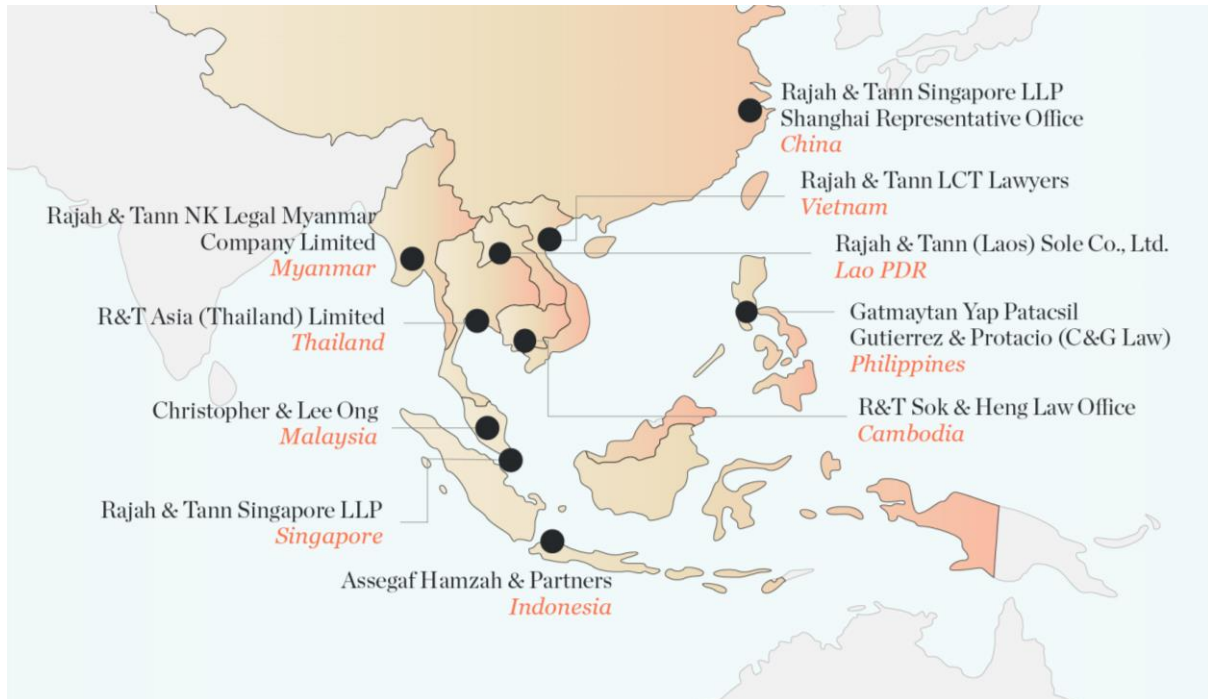 Rajah & Tann Singapore LLP
Shanghai Representative Office
China
Rajah & Tann LCT Lawyers
Vietnam
Rajah & Tann NK Legal Myanmar
Company Limited
Myanmar
Rajah & Tann (Laos) Sole Co., Ltd.
Lao PDR
R&T Asia (Thailand) Limited
Thailand
Gatmaytan Yap Patacsil
Gutierrez & Protacio (C&G Law)
Philippines
Christopher & Lee Ong
Malaysia
R&T Sok & Heng Law Office
Cambodia
Rajah & Tann Singapore LLP
Singapore
Assegaf Hamzah & Partners
Indonesia